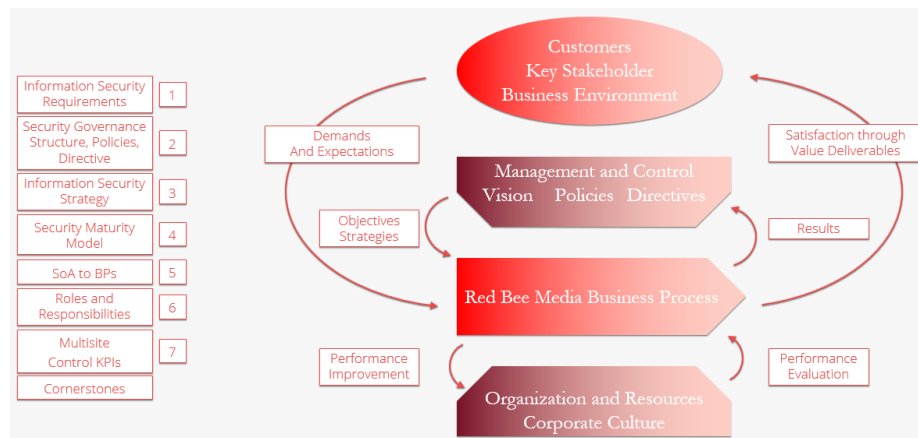 Information Security
Requirements
1
Security Governance
Structure, Policies,
Directive
2
Information Security
Strategy
3
Security Maturity
Model
4
SoA to BPs
5
Roles and
Responsibilities
6
Multisite
Control KPIs
7
Cornerstones
Customers
Key Stakeholder
Business Environment
Demands
And Expectations
Satisfaction through
Value Deliverables
Management and Control
Vision Policies Directives
Objectives
Strategies
Results
Red Bee Media Business Process
Performance
Improvement
Performance
Evaluation
Organization and Resources
Corporate Culture